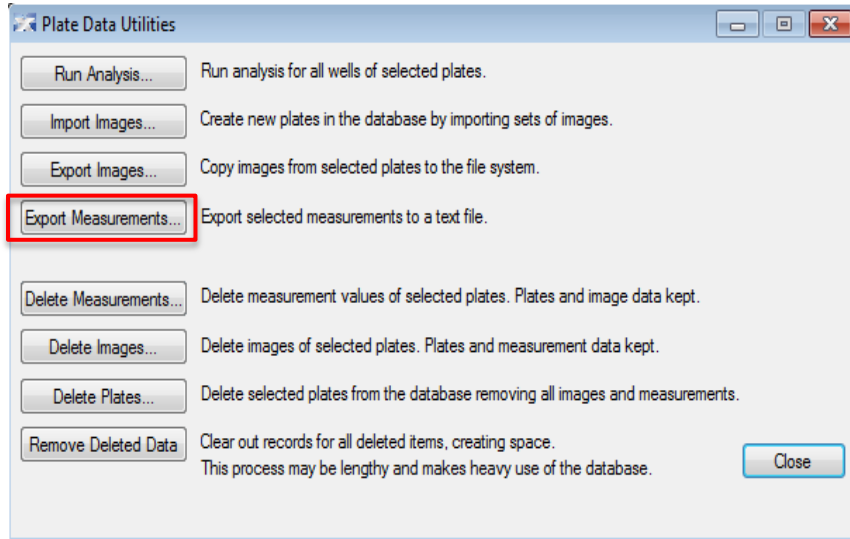 Plate Data Utilities
Run Analysis...
Run analysis for all wells of selected plates.
Import Images...
Create new plates in the database by importing sets of images.
Export Images...
Copy images from selected plates to the file system.
Export Measurements...
Export selected measurements to a text file.
Delete Measurements...
Delete measurement values of selected plates. Plates and image data kept.
Delete Images...
Delete images of selected plates. Plates and measurement data kept.
Delete Plates...
Delete selected plates from the database removing all images and measurements.
Remove Deleted Data
Clear out records for all deleted items, creating space.
This process may be lengthy and makes heavy use of the database.
Close